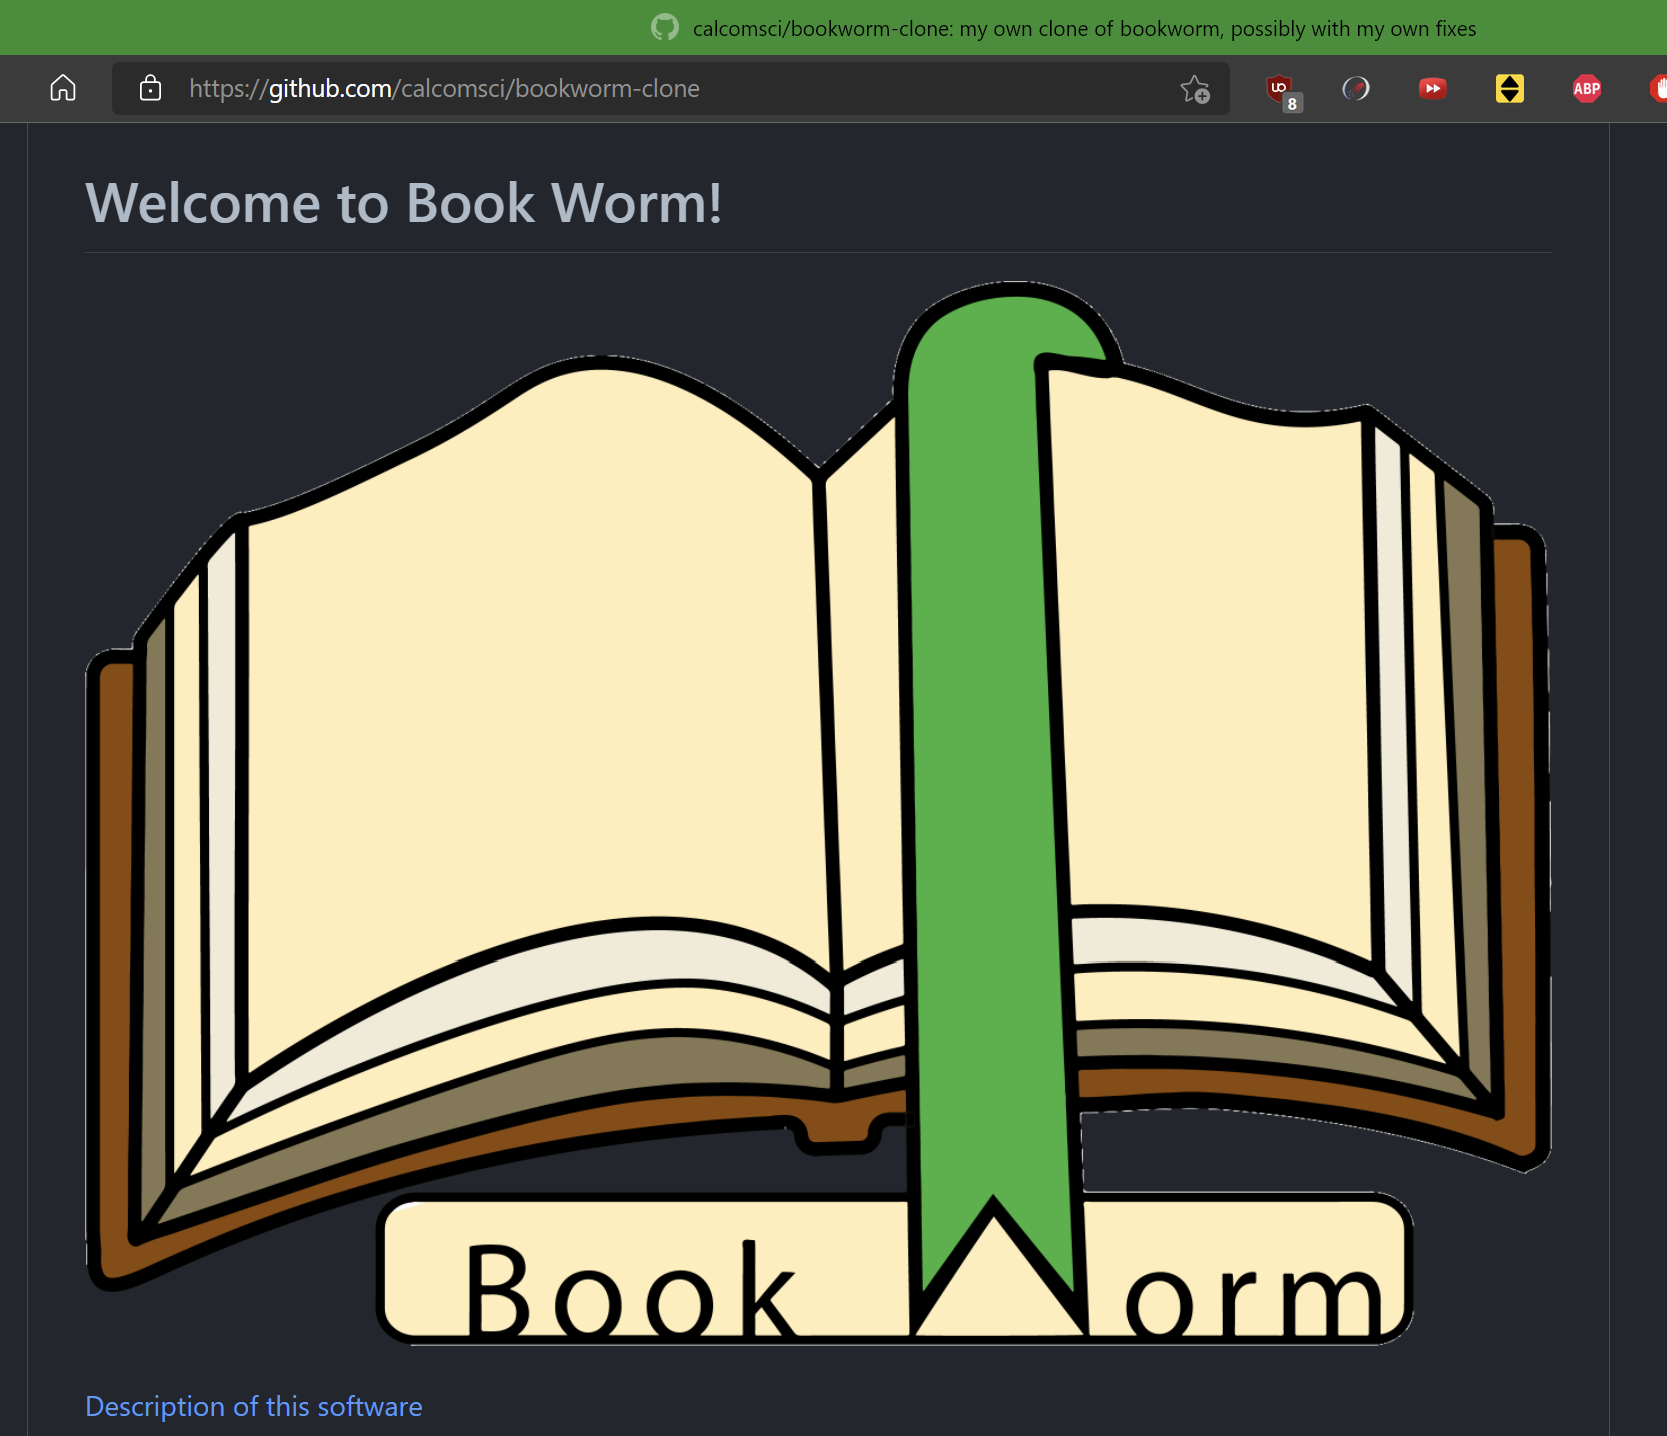 calcomsci/bookworm-clone: my own clone of bookworm, possibly with my own fixes
https://github.com/calcomsci/bookworm-clone
UO
8
ABP
Welcome to Book Worm!
Book orm
Description of this software